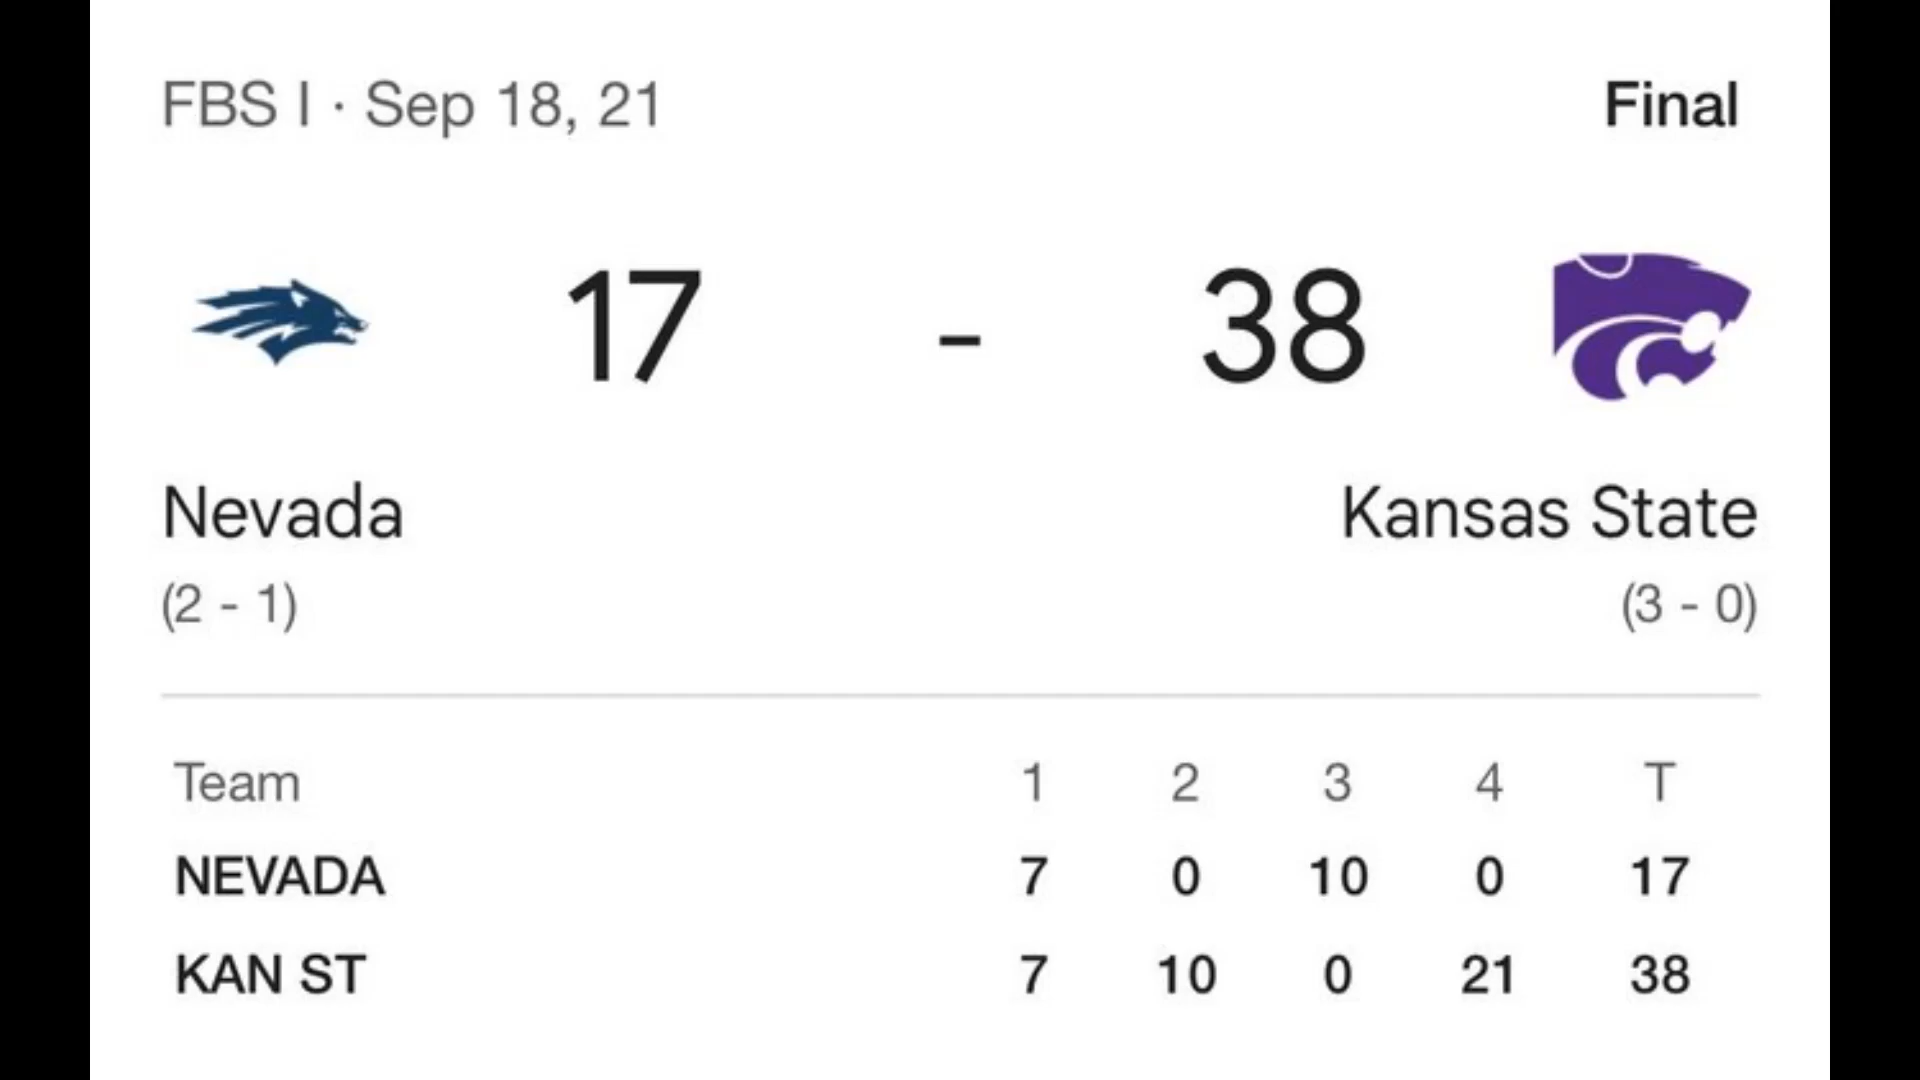 FBS I · Sep 18, 21 Final
17 - 38
Nevada Kansas State
(2 - 1) (3 - 0)
Team 1 2 3 4 T
NEVADA 7 0 10 0 17
KAN ST 7 10 0 21 38